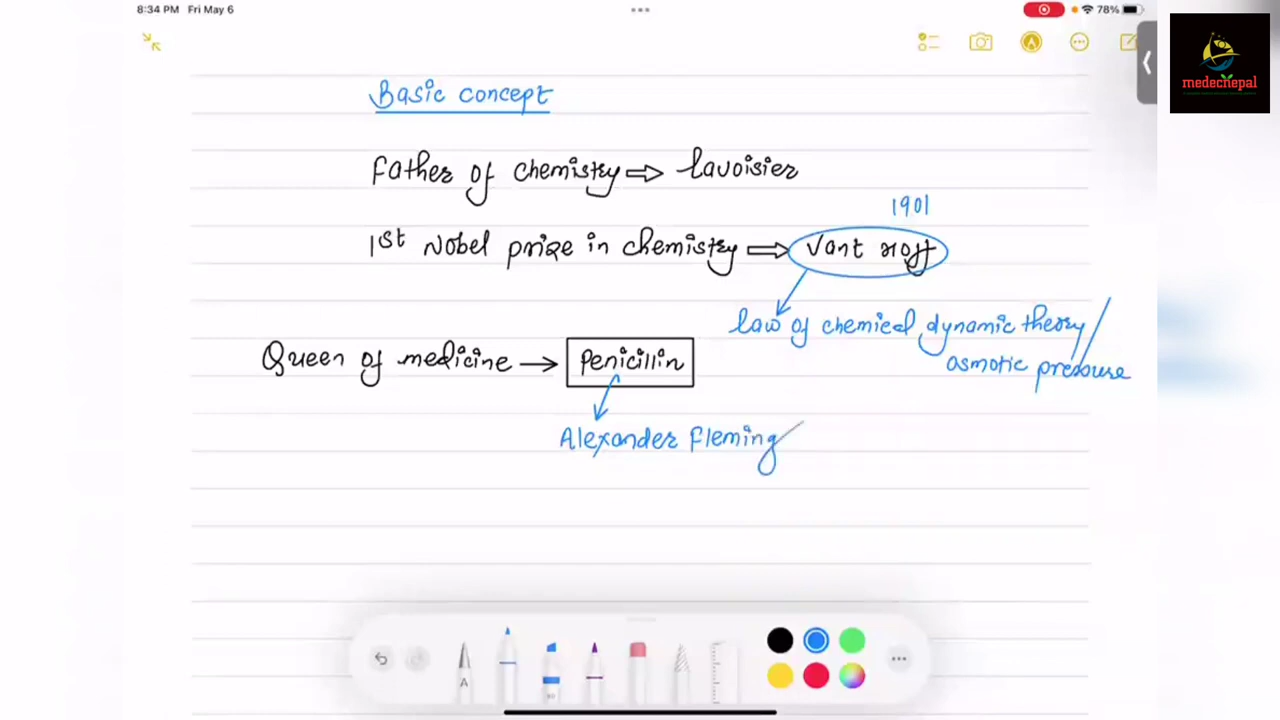 8:34 PM Fri May 6
78%
medecnepal
Basic concept
Father of chemistry ⇒ lavoisier
1901
1st Nobel prize in chemistry ⇒ Vant Hoff
law of chemical dynamic theory/
osmotic pressure
Queen of medicine → Penicillin
Alexander Fleming
A